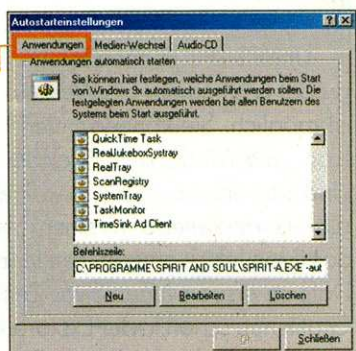 Autostarteinstellungen
Anwendungen Medien-Wechsel Audio-CD
Anwendungen automatisch starten
Sie können hier festlegen, welche Anwendungen beim Start
von Windows 9x automatisch ausgeführt werden sollen. Die
festgelegten Anwendungen werden bei allen Benutzern des
Systems beim Start ausgeführt.
QuickTime Task
RealJukeboxSystray
RealTray
ScanRegistry
SystemTray
TaskMonitor
TimeSink Ad Client
Befehlszeile:
C:\PROGRAMME\SPIRIT AND SOUL\SPIRIT-A.EXE -aut
Neu Bearbeiten Löschen
Schließen